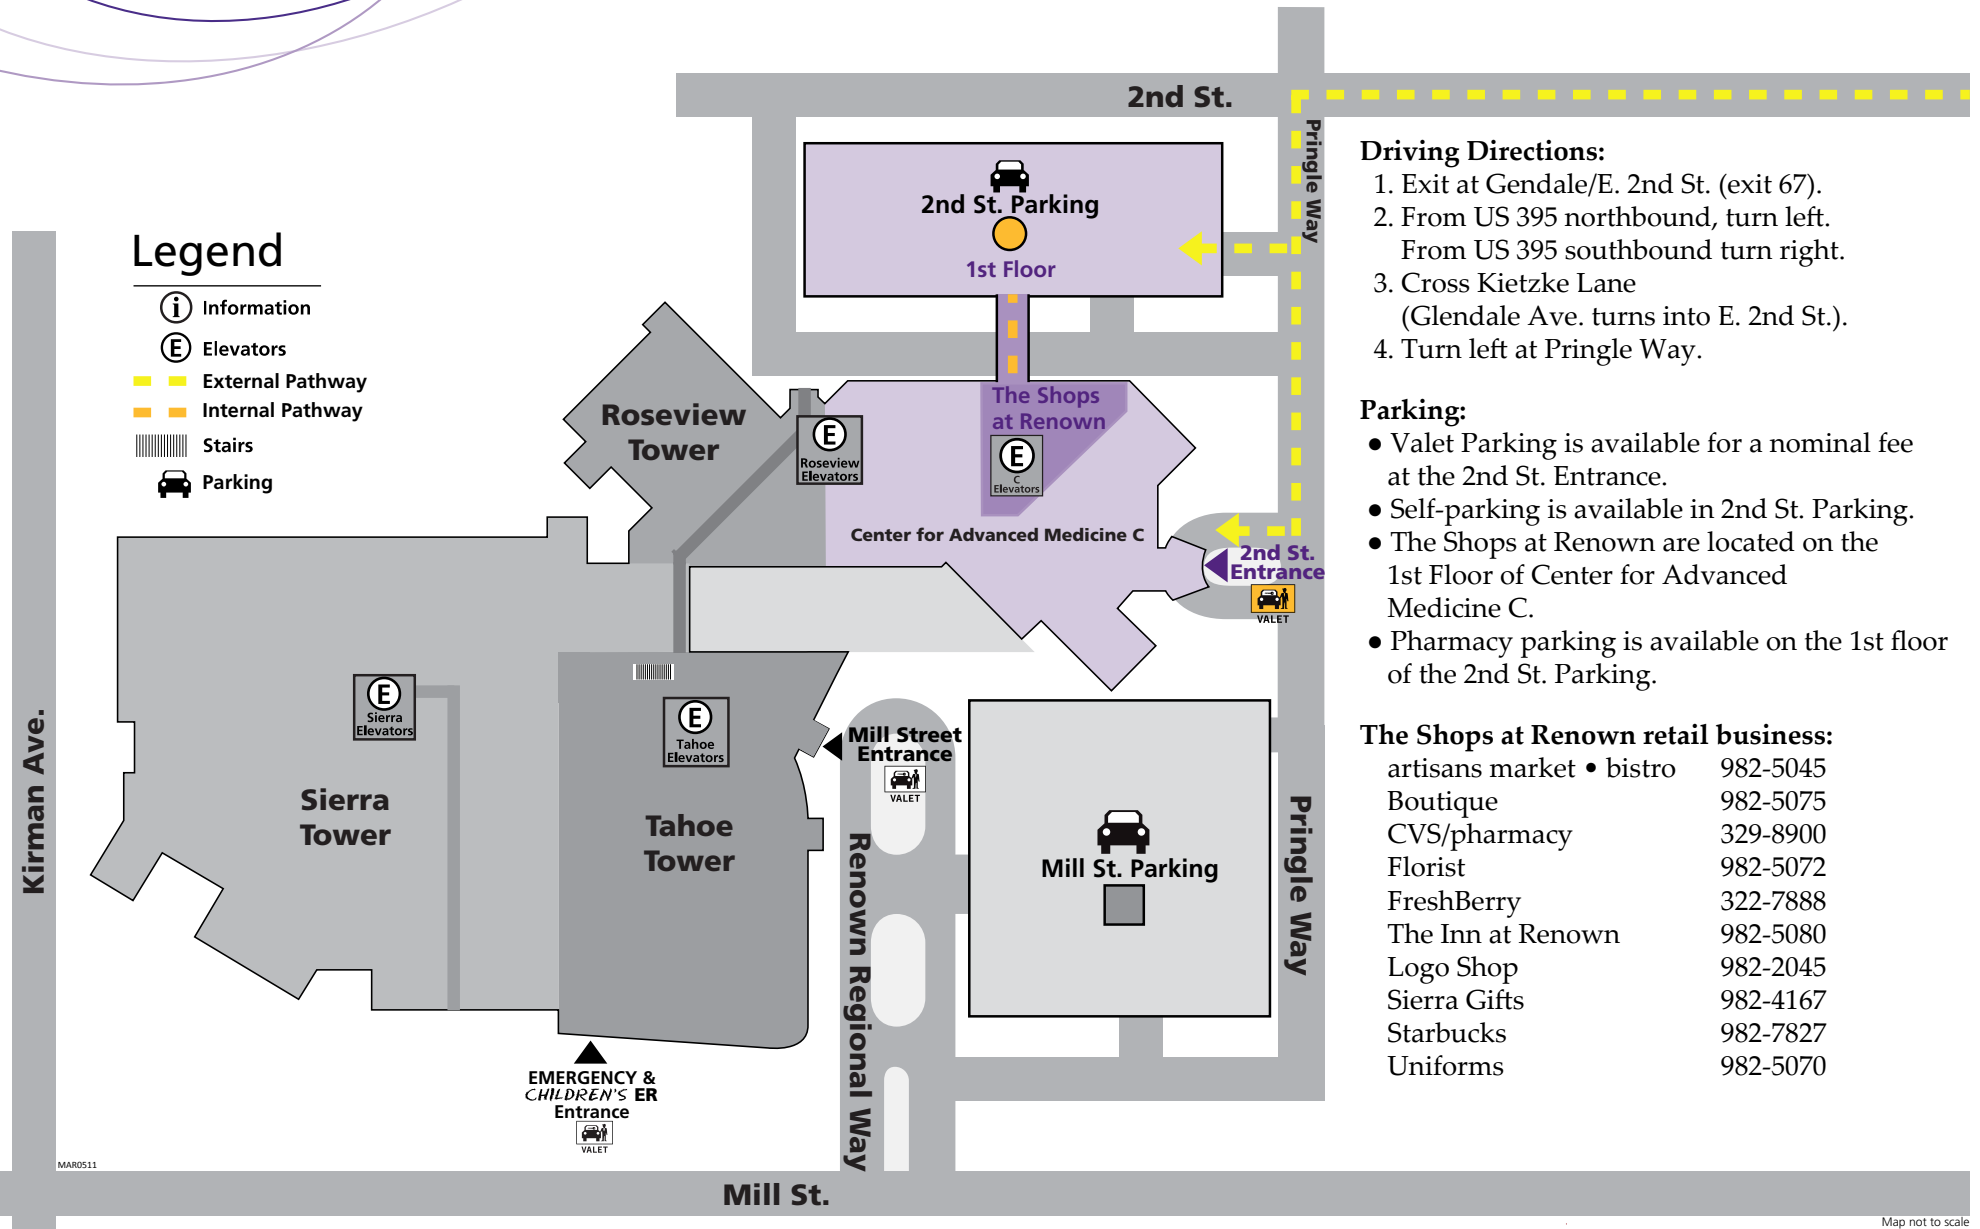 2nd St.
Pringle Way
Legend
i Information
E Elevators
External Pathway
Internal Pathway
Stairs
Parking
2nd St. Parking
1st Floor
The Shops
at Renown
E
C
Elevators
Roseview
Tower
E
Roseview
Elevators
Center for Advanced Medicine C
2nd St.
Entrance
VALET
E
Sierra
Elevators
E
Tahoe
Elevators
Mill Street
Entrance
VALET
Sierra
Tower
Tahoe
Tower
Kirman Ave.
Renown Regional Way
Mill St. Parking
Pringle Way
EMERGENCY &
CHILDREN'S ER
Entrance
VALET
MAR0511
Mill St.
Driving Directions:
1. Exit at Gendale/E. 2nd St. (exit 67).
2. From US 395 northbound, turn left.
From US 395 southbound turn right.
3. Cross Kietzke Lane
(Glendale Ave. turns into E. 2nd St.).
4. Turn left at Pringle Way.
Parking:
● Valet Parking is available for a nominal fee
at the 2nd St. Entrance.
● Self-parking is available in 2nd St. Parking.
● The Shops at Renown are located on the
1st Floor of Center for Advanced
Medicine C.
● Pharmacy parking is available on the 1st floor
of the 2nd St. Parking.
The Shops at Renown retail business:
artisans market • bistro 982-5045
Boutique 982-5075
CVS/pharmacy 329-8900
Florist 982-5072
FreshBerry 322-7888
The Inn at Renown 982-5080
Logo Shop 982-2045
Sierra Gifts 982-4167
Starbucks 982-7827
Uniforms 982-5070
Map not to scale